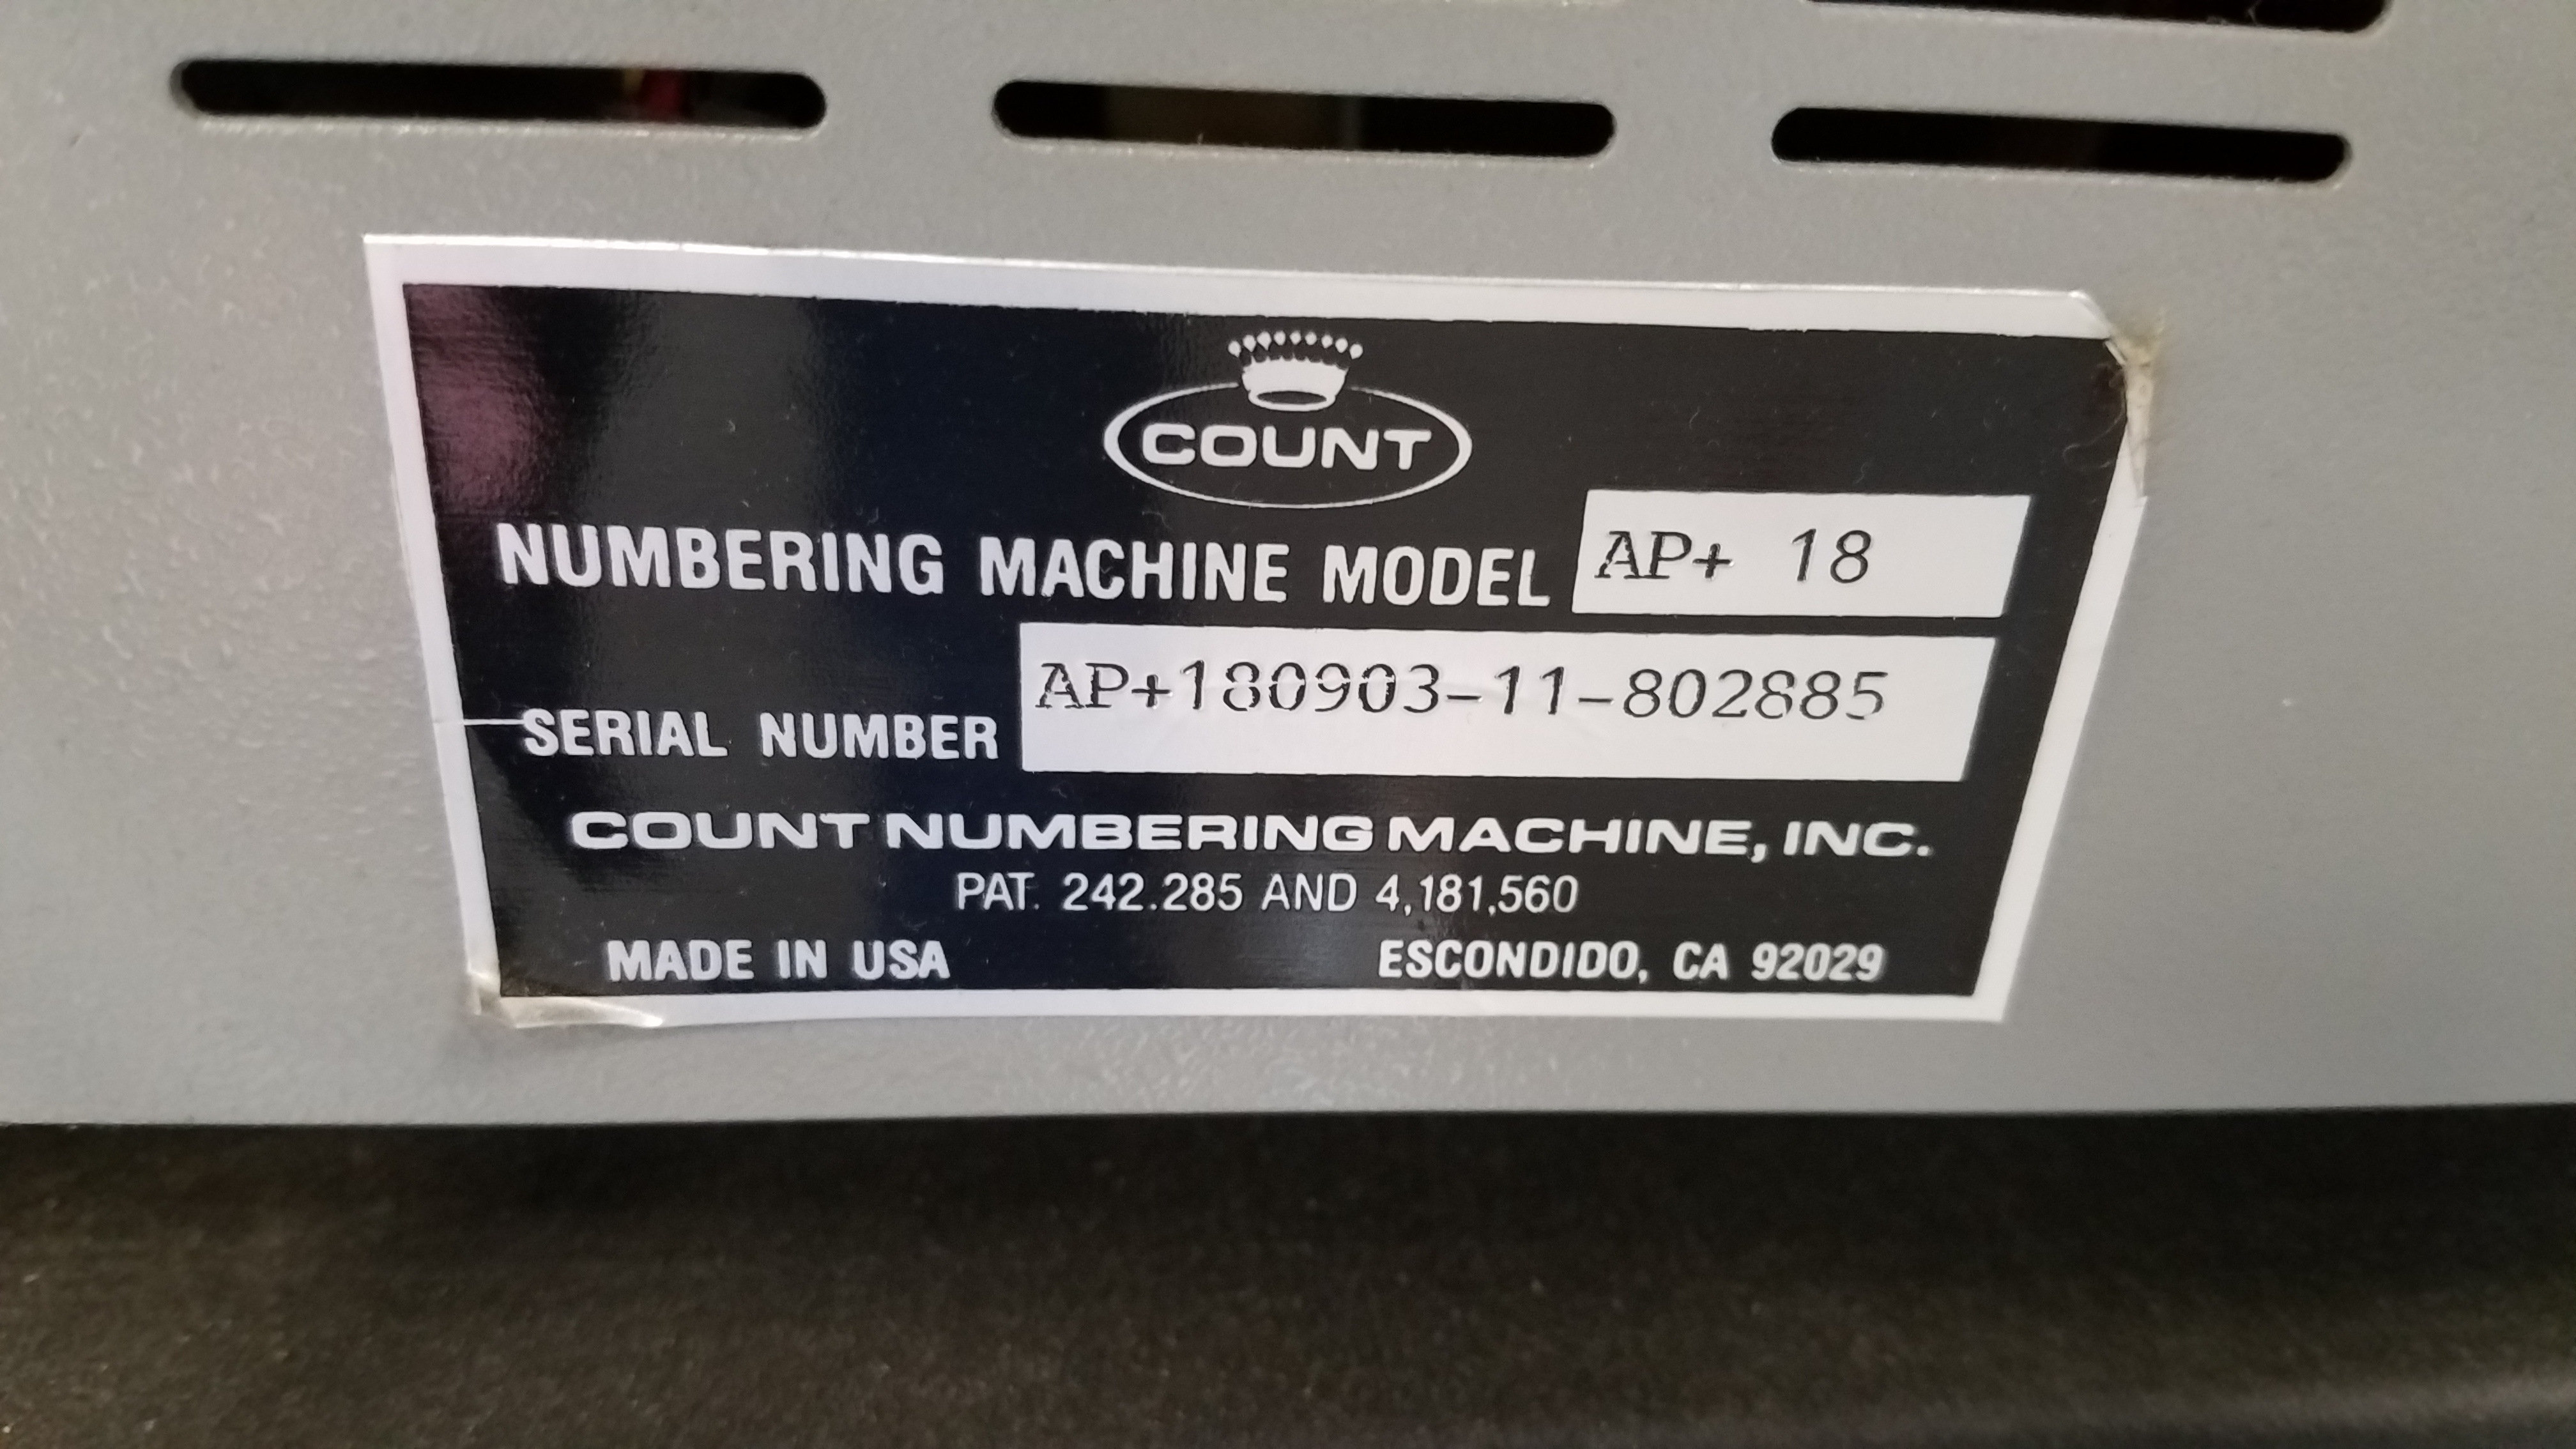 COUNT
NUMBERING MACHINE MODEL AP+ 18
SERIAL NUMBER AP+180903-11-802885
COUNT NUMBERING MACHINE, INC.
PAT. 242.285 AND 4,181,560
MADE IN USA ESCONDIDO, CA 92029